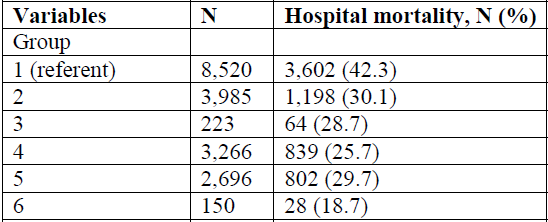 Variables N Hospital mortality, N (%)
Group
1 (referent) 8,520 3,602 (42.3)
2 3,985 1,198 (30.1)
3 223 64 (28.7)
4 3,266 839 (25.7)
5 2,696 802 (29.7)
6 150 28 (18.7)